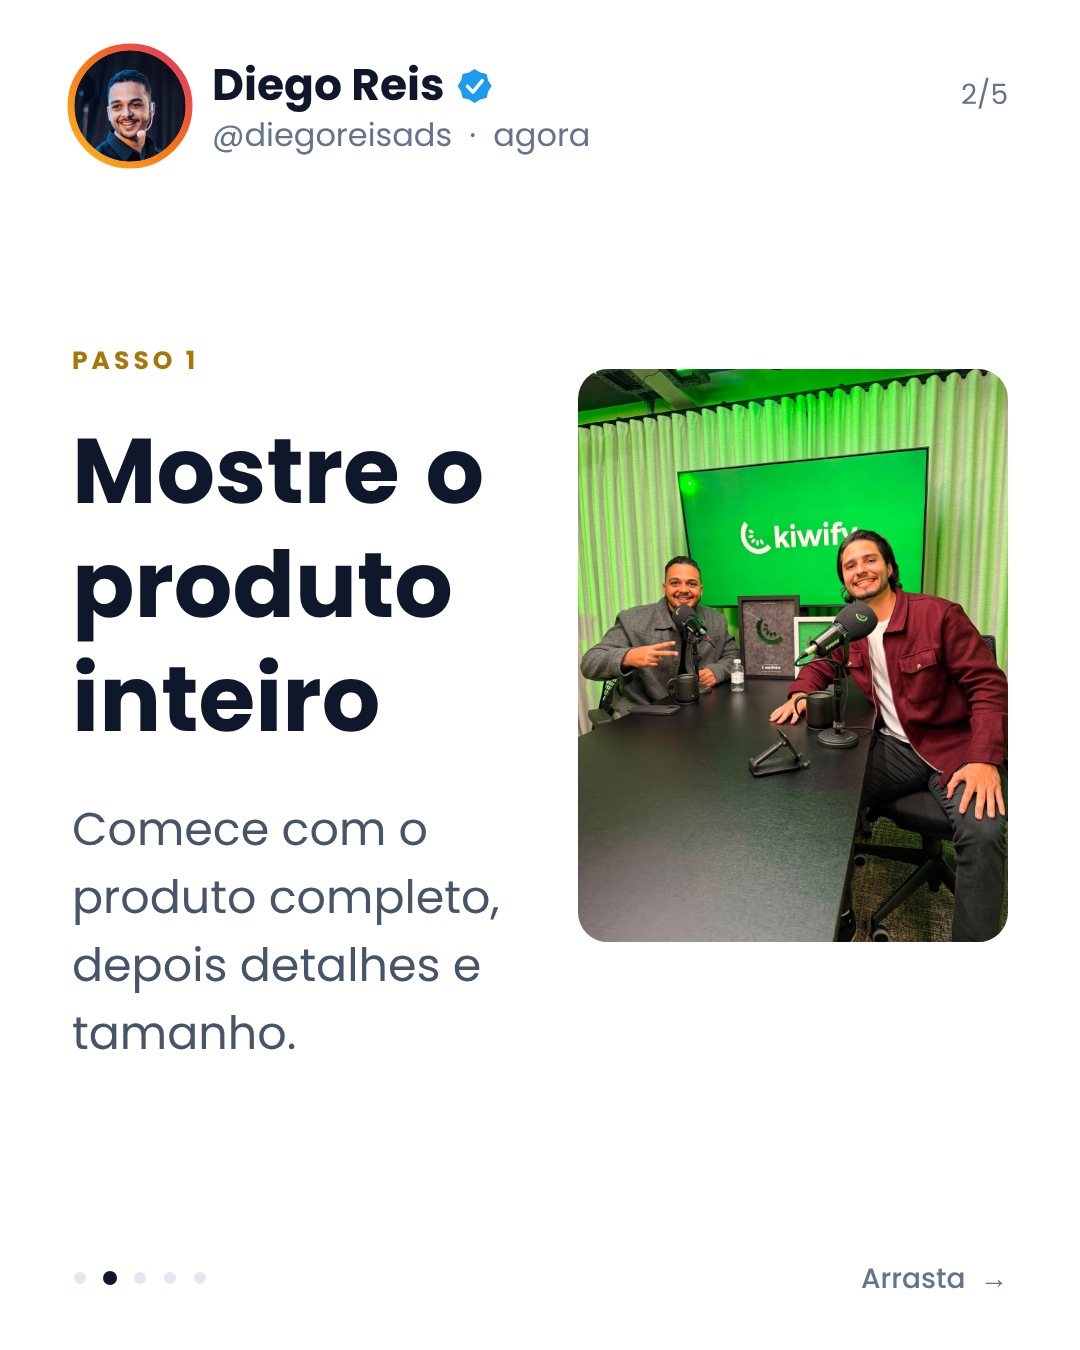 Diego Reis
@diegoreisads · agora
2/5
PASSO 1
Mostre o
produto
inteiro
kiwify
Comece com o
produto completo,
depois detalhes e
tamanho.
Arrasta →